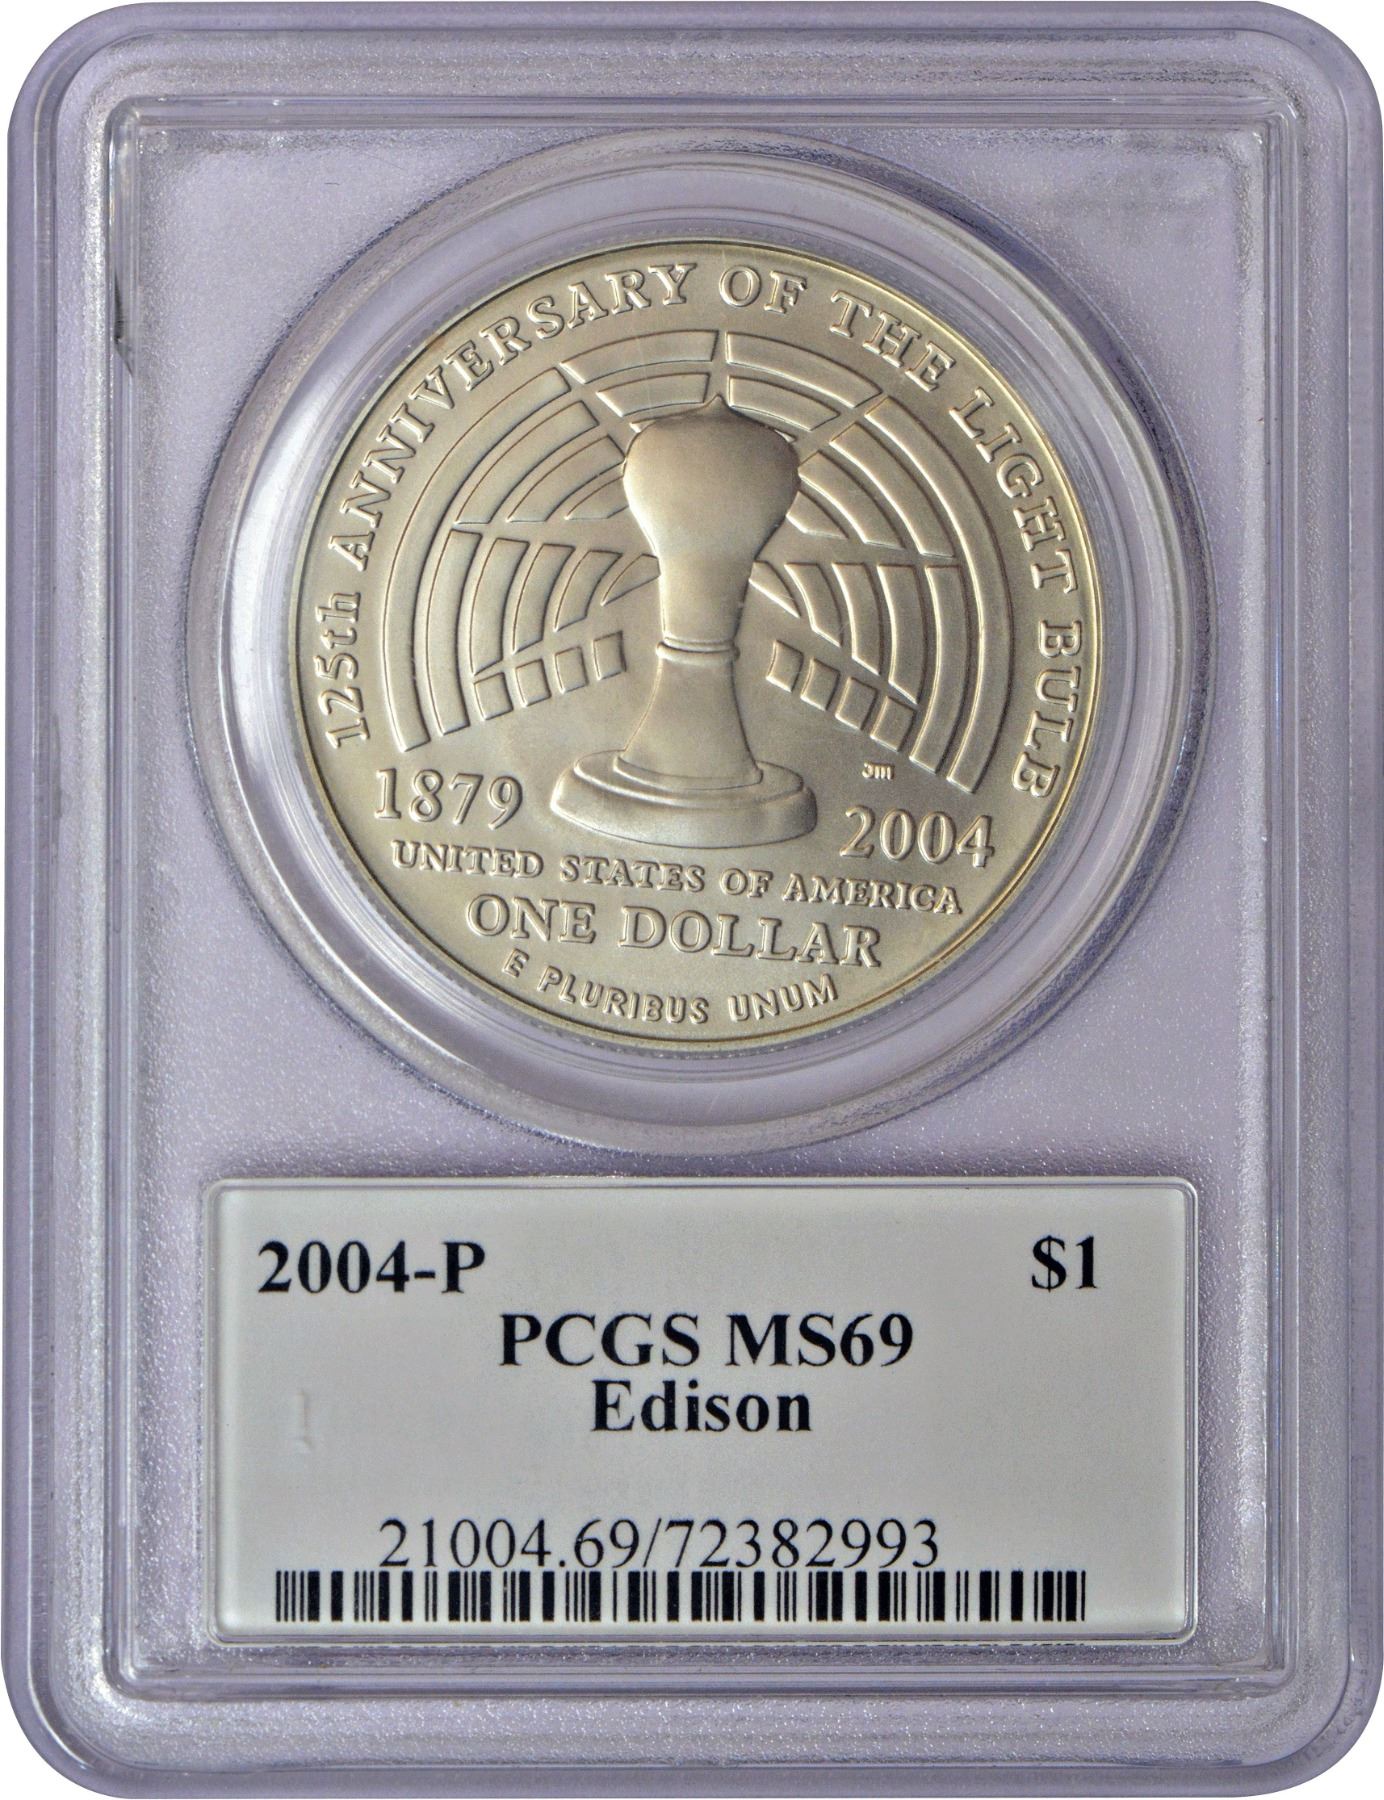 125th ANNIVERSARY OF THE LIGHT BULB
1879 2004
JM
UNITED STATES OF AMERICA
ONE DOLLAR
E PLURIBUS UNUM
2004-P $1
PCGS MS69
Edison
21004.69/72382993